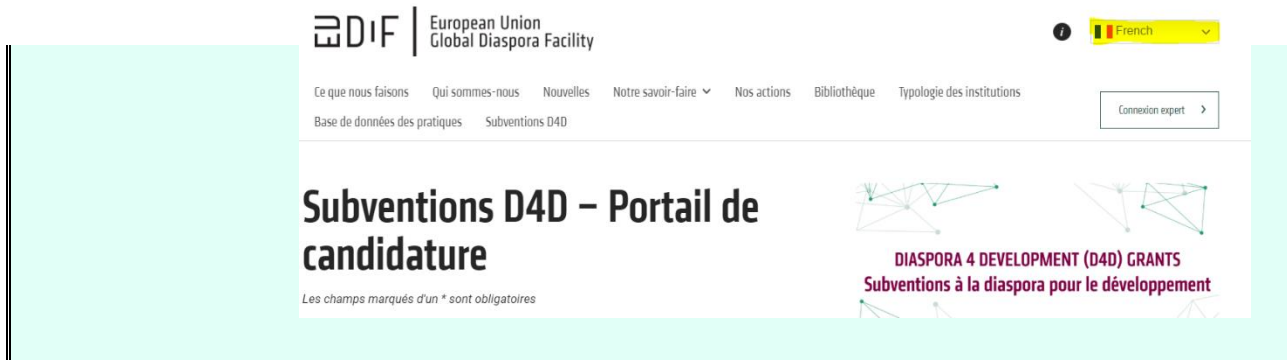 EUDiF
European Union
Global Diaspora Facility
i
French
Ce que nous faisons Qui sommes-nous Nouvelles Notre savoir-faire Nos actions Bibliothèque Typologie des institutions
Base de données des pratiques Subventions D4D
Connexion expert
Subventions D4D – Portail de
candidature
Les champs marqués d'un * sont obligatoires
DIASPORA 4 DEVELOPMENT (D4D) GRANTS
Subventions à la diaspora pour le développement